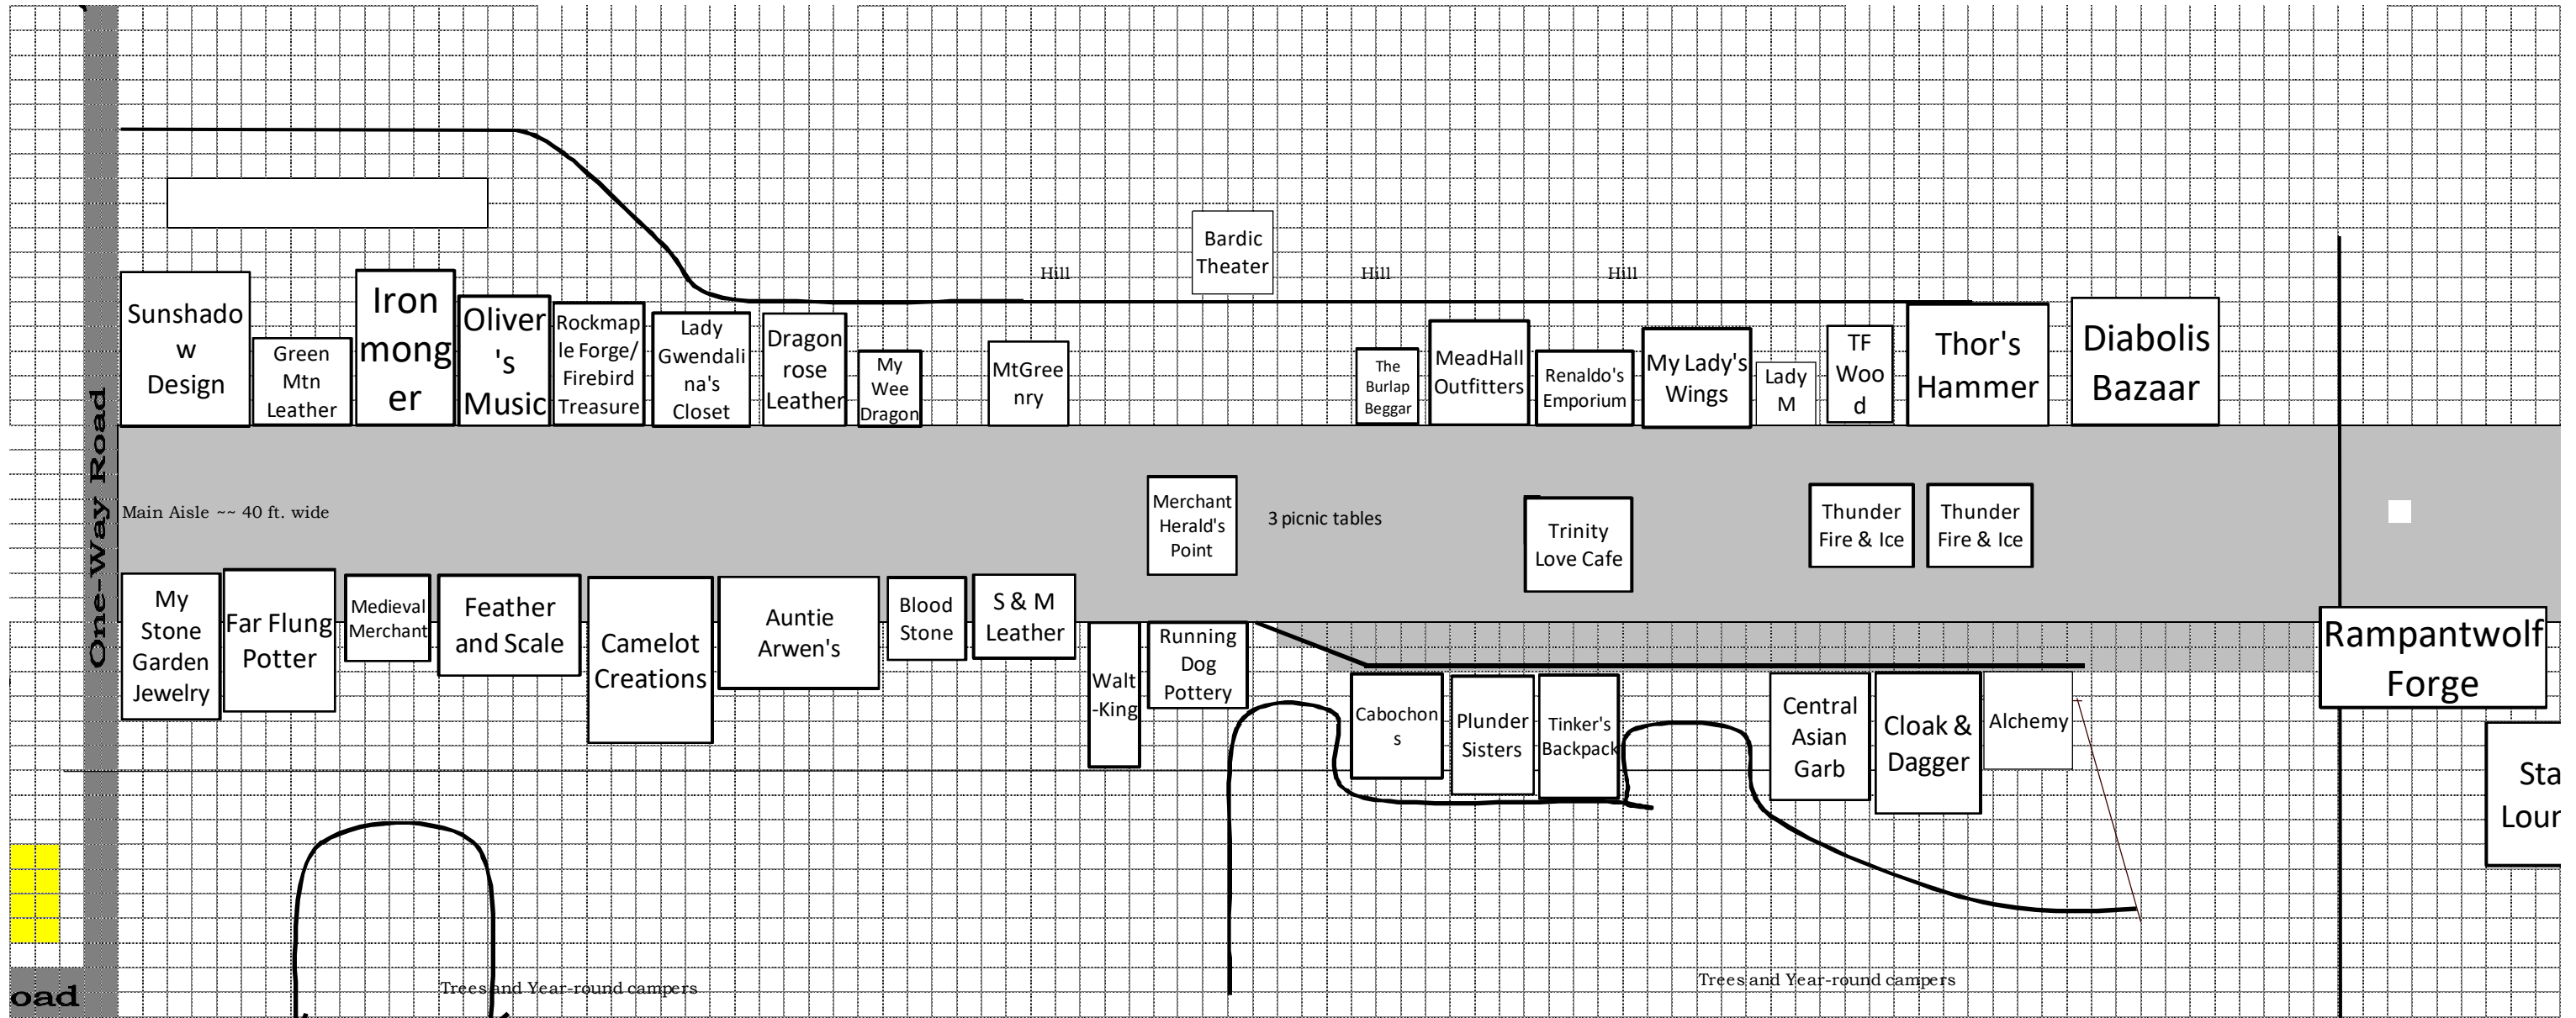 Bardic
Theater
Hill
Hill
Hill
Sunshado
w
Design
Green
Mtn
Leather
Iron
mong
er
Oliver
's
Music
Rockmap
le Forge/
Firebird
Treasure
Lady
Gwendali
na's
Closet
Dragon
rose
Leather
My
Wee
Dragon
MtGree
nry
The
Burlap
Beggar
MeadHall
Outfitters
Renaldo's
Emporium
My Lady's
Wings
Lady
M
TF
Woo
d
Thor's
Hammer
Diabolis
Bazaar
One-Way Road
Main Aisle ~~ 40 ft. wide
Merchant
Herald's
Point
3 picnic tables
Trinity
Love Cafe
Thunder
Fire & Ice
Thunder
Fire & Ice
My
Stone
Garden
Jewelry
Far Flung
Potter
Medieval
Merchant
Feather
and Scale
Camelot
Creations
Auntie
Arwen's
Blood
Stone
S & M
Leather
Walt
-King
Running
Dog
Pottery
Cabochon
s
Plunder
Sisters
Tinker's
Backpack
Central
Asian
Garb
Cloak &
Dagger
Alchemy
Rampantwolf
Forge
Sta
Lour
oad
Trees and Year-round campers
Trees and Year-round campers